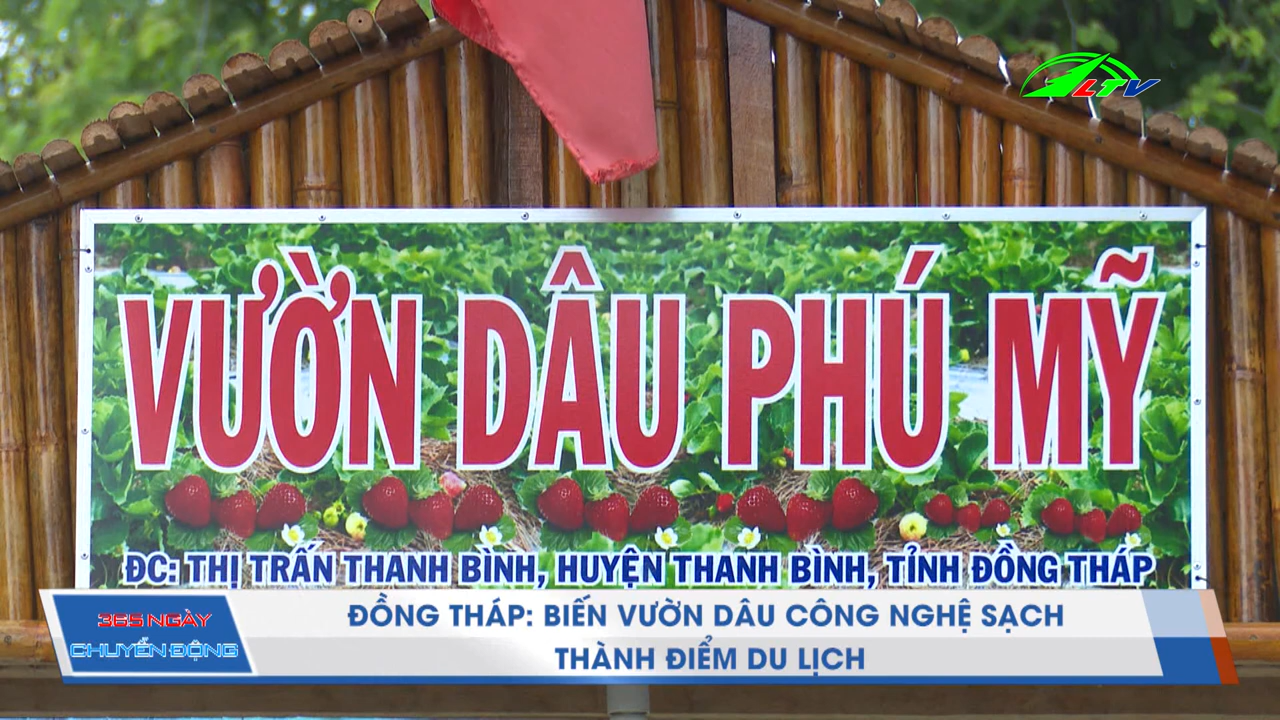 LTV
VƯỜN DÂU PHÚ MỸ
ĐC: THỊ TRẤN THANH BÌNH, HUYỆN THANH BÌNH, TỈNH ĐỒNG THÁP
365 NGÀY
CHUYỂN ĐỘNG
ĐỒNG THÁP: BIẾN VƯỜN DÂU CÔNG NGHỆ SẠCH
THÀNH ĐIỂM DU LỊCH